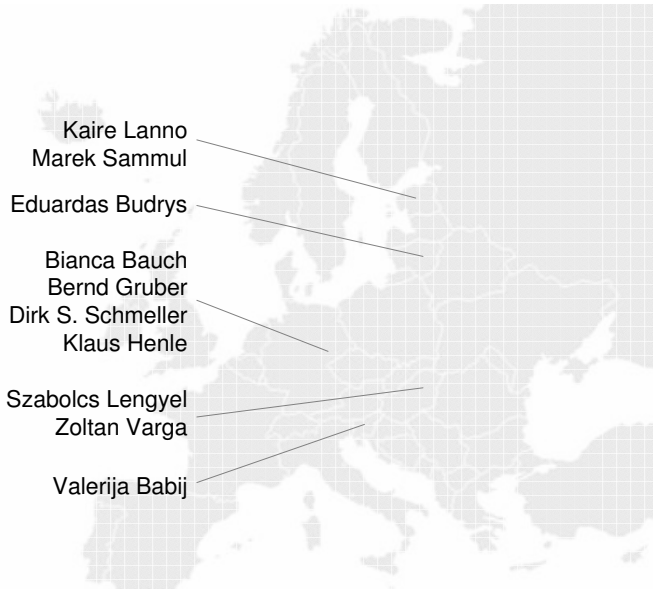 Kaire Lanno
Marek Sammul
Eduardas Budrys
Bianca Bauch
Bernd Gruber
Dirk S. Schmeller
Klaus Henle
Szabolcs Lengyel
Zoltan Varga
Valerija Babij